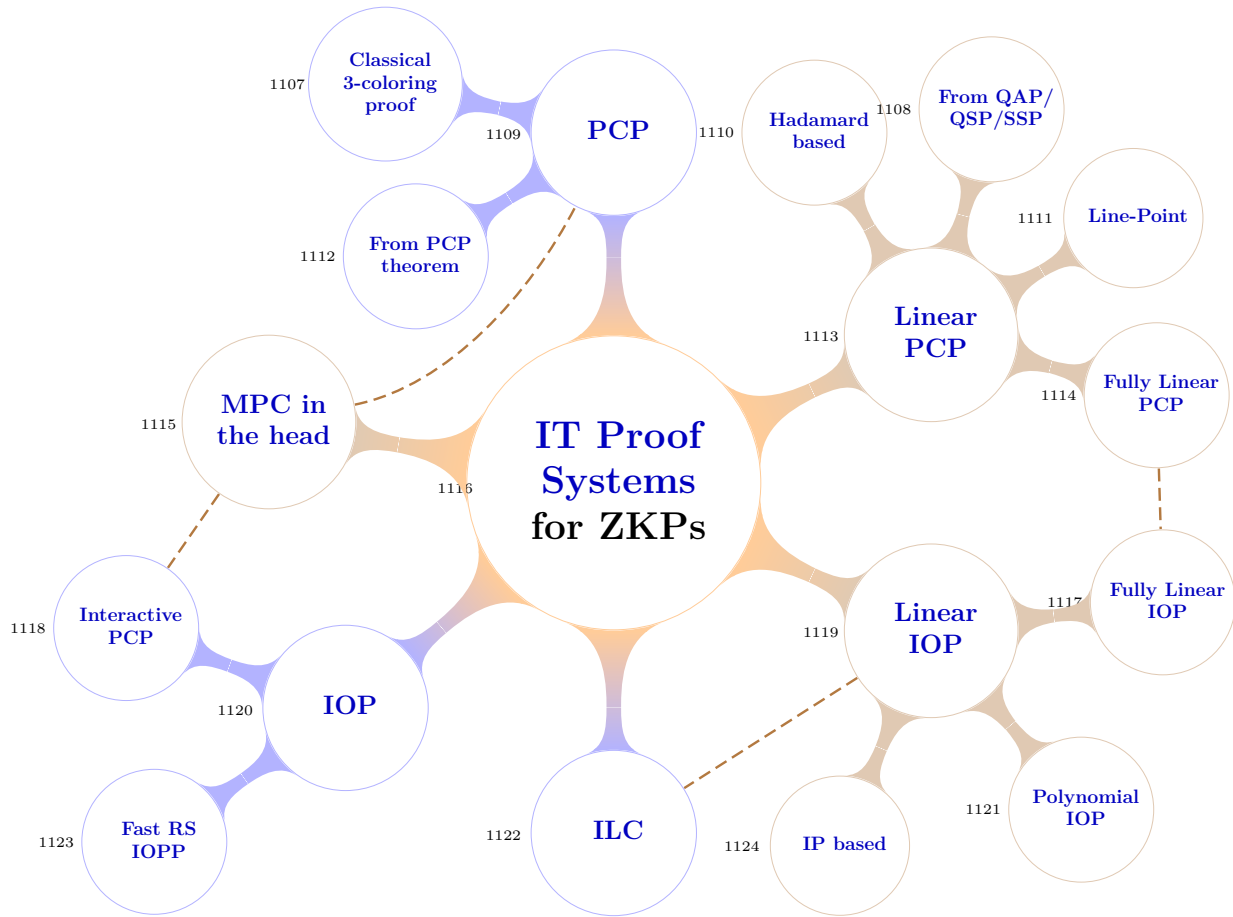 1107
Classical
3-coloring
proof
1108
From QAP/
QSP/SSP
1109
PCP
1110
Hadamard
based
1111
Line-Point
1112
From PCP
theorem
1113
Linear
PCP
1114
Fully Linear
PCP
1115
MPC in
the head
1116
IT Proof
Systems
for ZKPs
1117
Fully Linear
IOP
1118
Interactive
PCP
1119
Linear
IOP
1120
IOP
1121
Polynomial
IOP
1122
ILC
1123
Fast RS
IOPP
1124
IP based